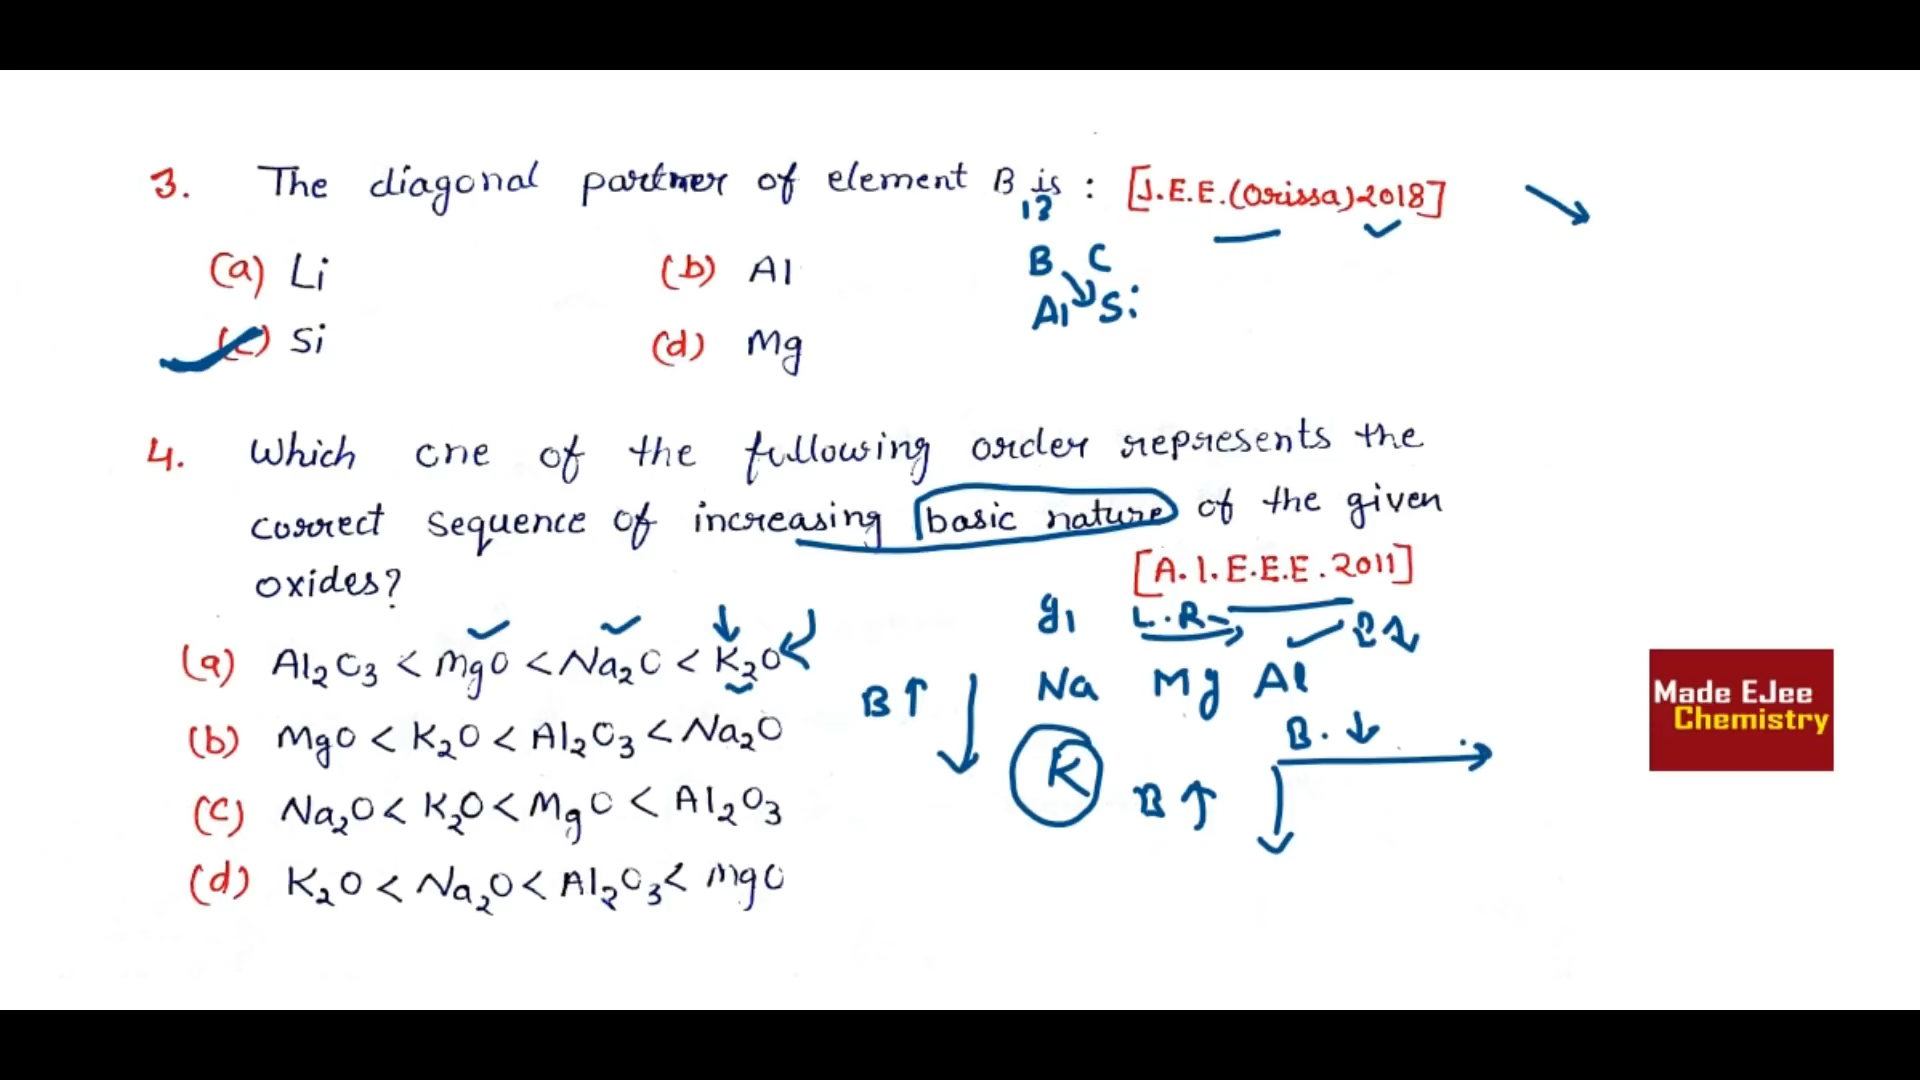 3. The diagonal partner of element B is : [J.E.E.(Orissa)2018]
13
(a) Li (b) Al
B C
Al Si
(c) Si (d) Mg
4. Which one of the following order represents the
correct sequence of increasing basic nature of the given
oxides? [A.I.E.E.E.2011]
g1 L.R-
(a) Al2O3 < MgO < Na2O < K2O
B↑ Na Mg Al
(b) MgO < K2O < Al2O3 < Na2O
B.↓
K B↑
(c) Na2O < K2O < MgO < Al2O3
(d) K2O < Na2O < Al2O3 < MgO
Made EJee
Chemistry